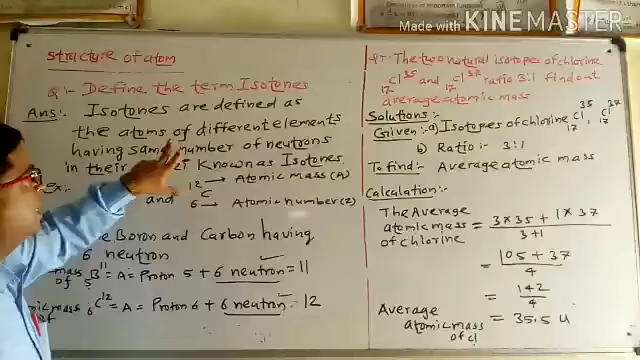 Made with KINEMASTER
Structure of atom
Q:- Define the term Isotones
Ans: Isotones are defined as
the atoms of different elements
having same number of neutrons
in their Known as Isotones.
Ex:
12 → Atomic mass (A)
and C
6 → Atomic number (Z)
Boron and Carbon having
6 neutron
mass of 5 B 11 = A = Proton 5 + 6 neutron = 11
mass of 6 C 12 = A = Proton 6 + 6 neutron = 12
Q:- The two natural isotopes of chlorine
17 Cl 35 and 17 Cl 37 ratio 3:1 find out
average atomic mass
Solutions
Given: a) Isotopes of chlorine 17 Cl 35, 17 Cl 37
b) Ratio:- 3:1
To find:- Average atomic mass
Calculation:
The Average
atomic mass = 3 × 35 + 1 × 37 / 3+1
of chlorine
= 105 + 37 / 4
= 142 / 4
Average
atomic mass = 35.5 u
of Cl